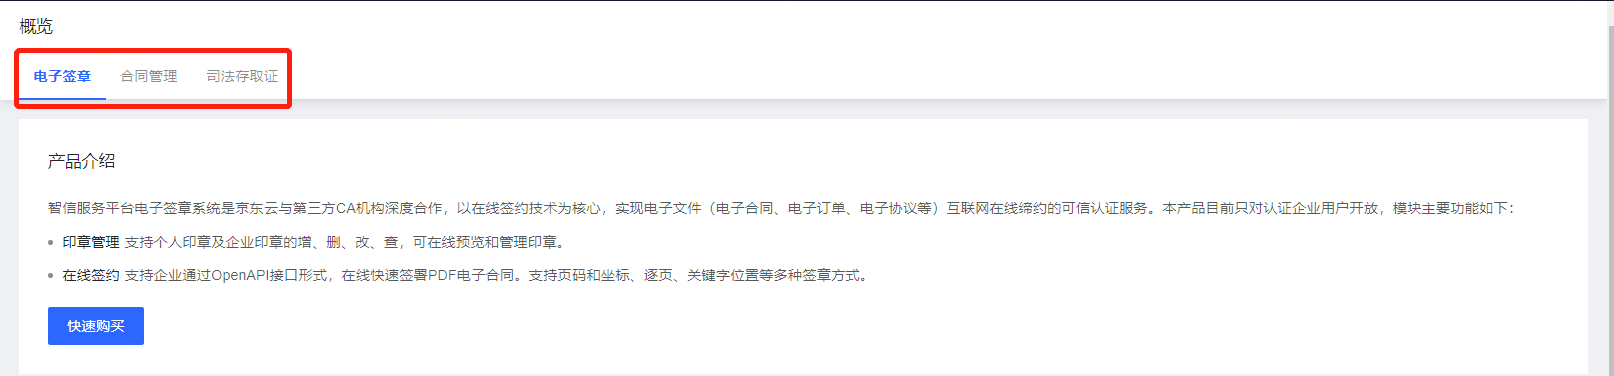 概览
电子签章 合同管理 司法存取证
产品介绍
智信服务平台电子签章系统是京东云与第三方CA机构深度合作，以在线签约技术为核心，实现电子文件（电子合同、电子订单、电子协议等）互联网在线缔约的可信认证服务。本产品目前只对认证企业用户开放，模块主要功能如下：
• 印章管理 支持个人印章及企业印章的增、删、改、查，可在线预览和管理印章。
• 在线签约 支持企业通过OpenAPI接口形式，在线快速签署PDF电子合同。支持页码和坐标、逐页、关键字位置等多种签章方式。
快速购买